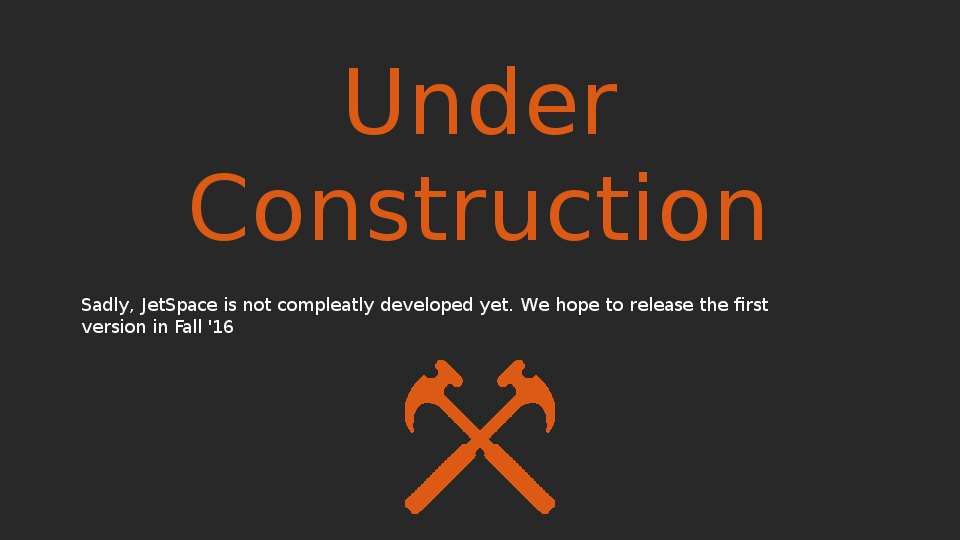 Under
Construction
Sadly, JetSpace is not compleatly developed yet. We hope to release the first
version in Fall '16